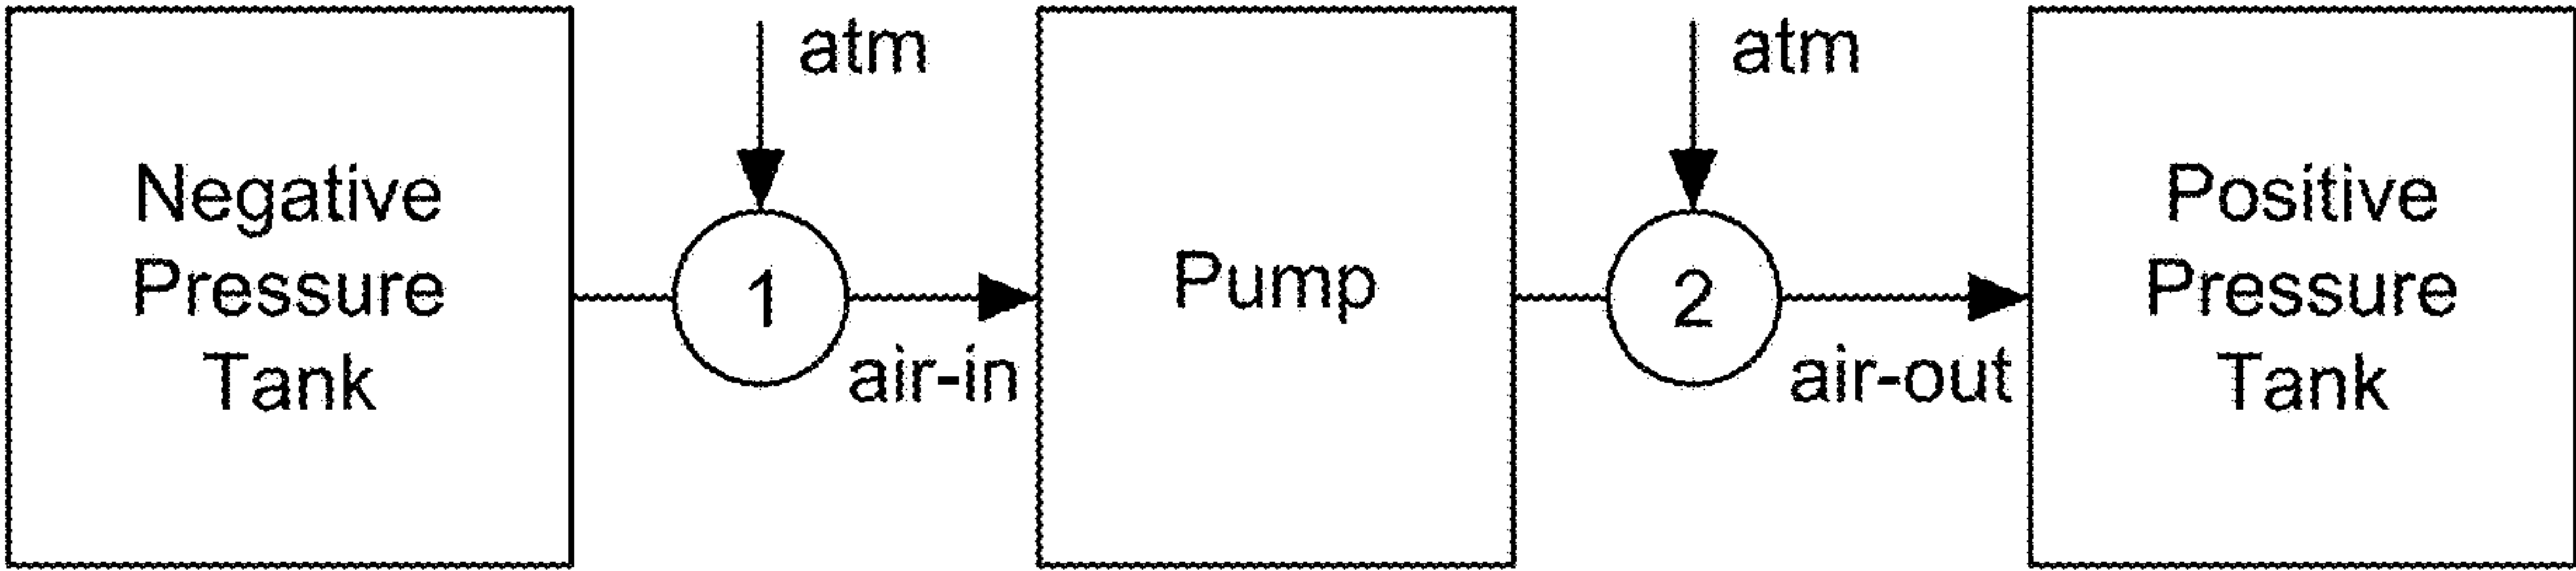 Negative
Pressure
Tank
atm
1
air-in
Pump
atm
2
air-out
Positive
Pressure
Tank